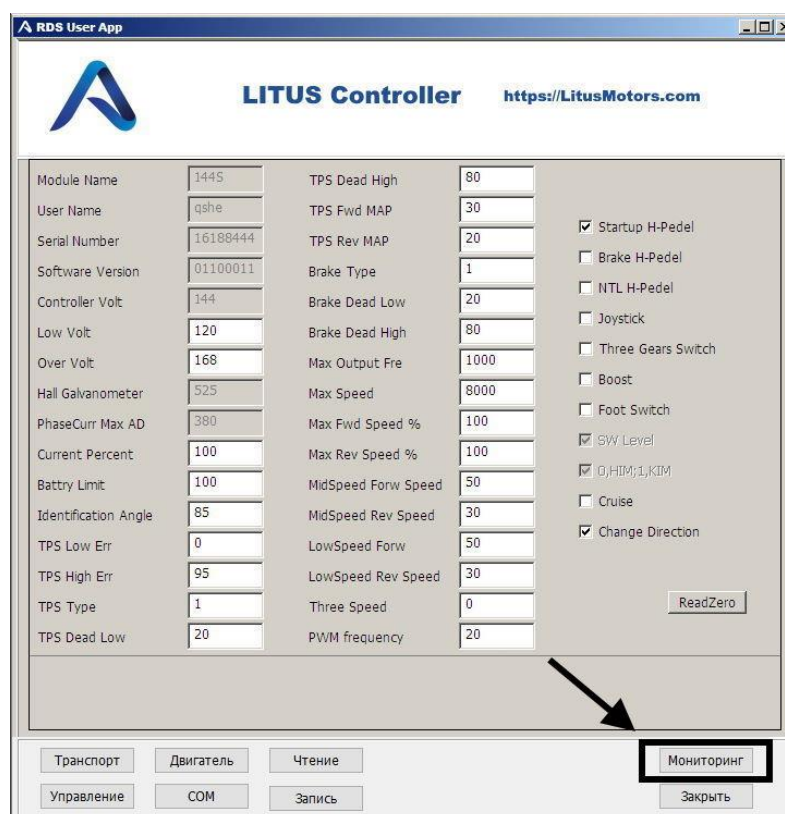 RDS User App
LITUS Controller https://LitusMotors.com
Module Name 144S
User Name qshe
Serial Number 16188444
Software Version 01100011
Controller Volt 144
Low Volt 120
Over Volt 168
Hall Galvanometer 525
PhaseCurr Max AD 380
Current Percent 100
Battry Limit 100
Identification Angle 85
TPS Low Err 0
TPS High Err 95
TPS Type 1
TPS Dead Low 20
TPS Dead High 80
TPS Fwd MAP 30
TPS Rev MAP 20
Brake Type 1
Brake Dead Low 20
Brake Dead High 80
Max Output Fre 1000
Max Speed 8000
Max Fwd Speed % 100
Max Rev Speed % 100
MidSpeed Forw Speed 50
MidSpeed Rev Speed 30
LowSpeed Forw 50
LowSpeed Rev Speed 30
Three Speed 0
PWM frequency 20
Startup H-Pedel
Brake H-Pedel
NTL H-Pedel
Joystick
Three Gears Switch
Boost
Foot Switch
SW Level
0,HIM;1,KIM
Cruise
Change Direction
ReadZero
Транспорт Двигатель Чтение Мониторинг
Управление COM Запись Закрыть